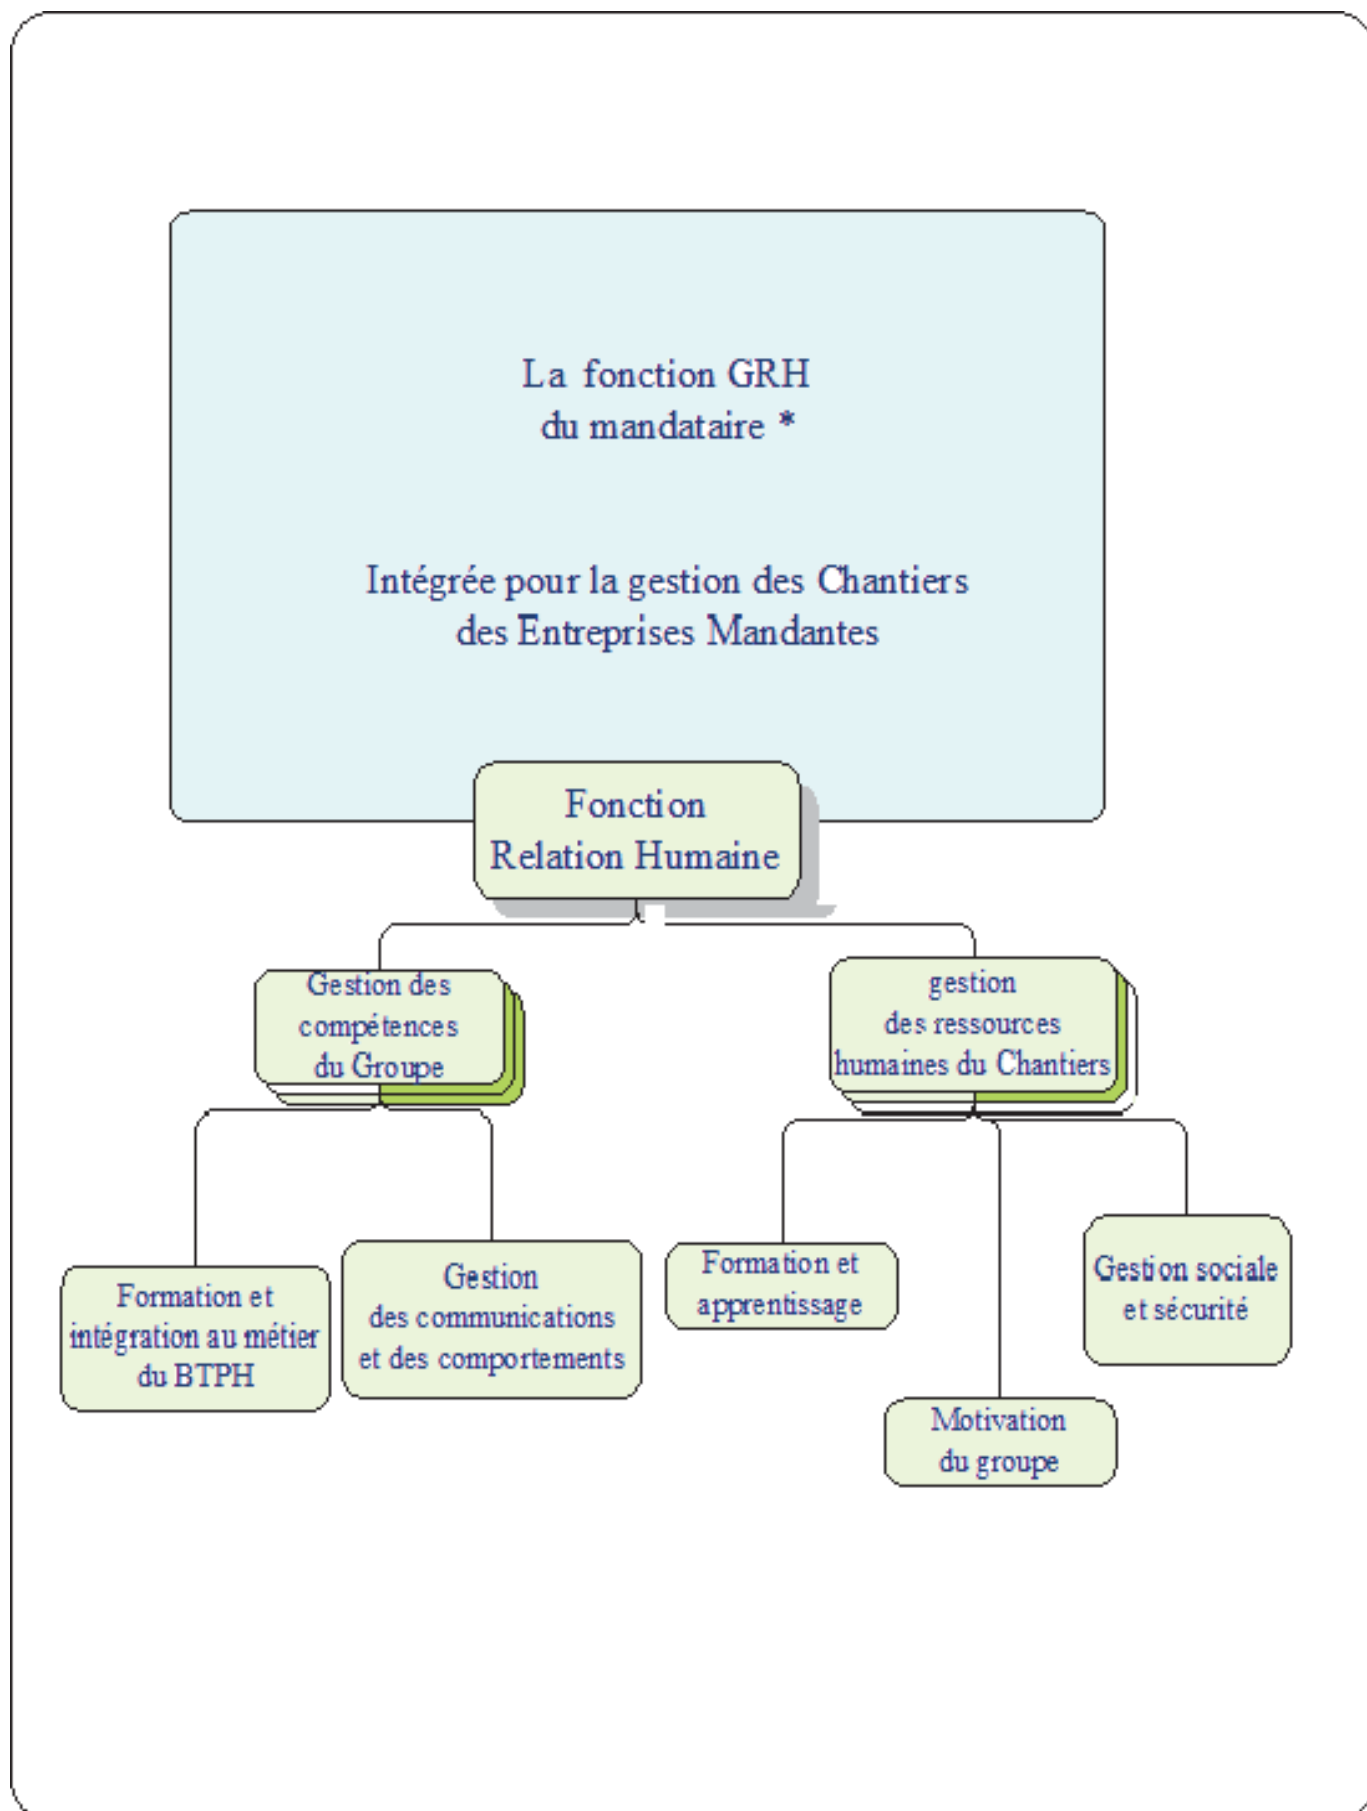 La fonction GRH
du mandataire *
Intégrée pour la gestion des Chantiers
des Entreprises Mandantes
Fonction
Relation Humaine
Gestion des
compétences
du Groupe
gestion
des ressources
humaines du Chantiers
Formation et
intégration au métier
du BTPH
Gestion
des communications
et des comportements
Formation et
apprentissage
Motivation
du groupe
Gestion sociale
et sécurité